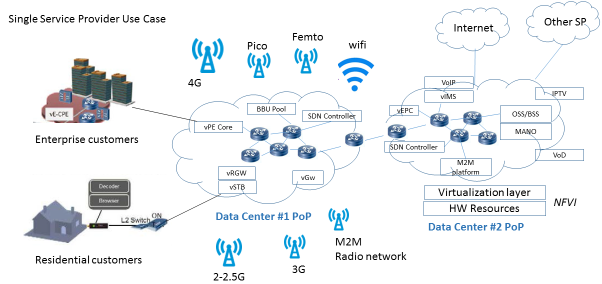 Single Service Provider Use Case
Internet
Other SP
Femto
Pico
wifi
4G
VoIP
vIMS
IPTV
BBU Pool
vEPC
OSS/BSS
vE-CPE
SDN Controller
vPE Core
MANO
Enterprise customers
SDN Controller
VoD
M2M
platform
vRGW
vGw
vSTB
Decoder
Browser
Virtualization layer
HW Resources
NFVI
L2 Switch
ON
Data Center #1 PoP
Data Center #2 PoP
M2M
Radio network
Residential customers
3G
2-2.5G